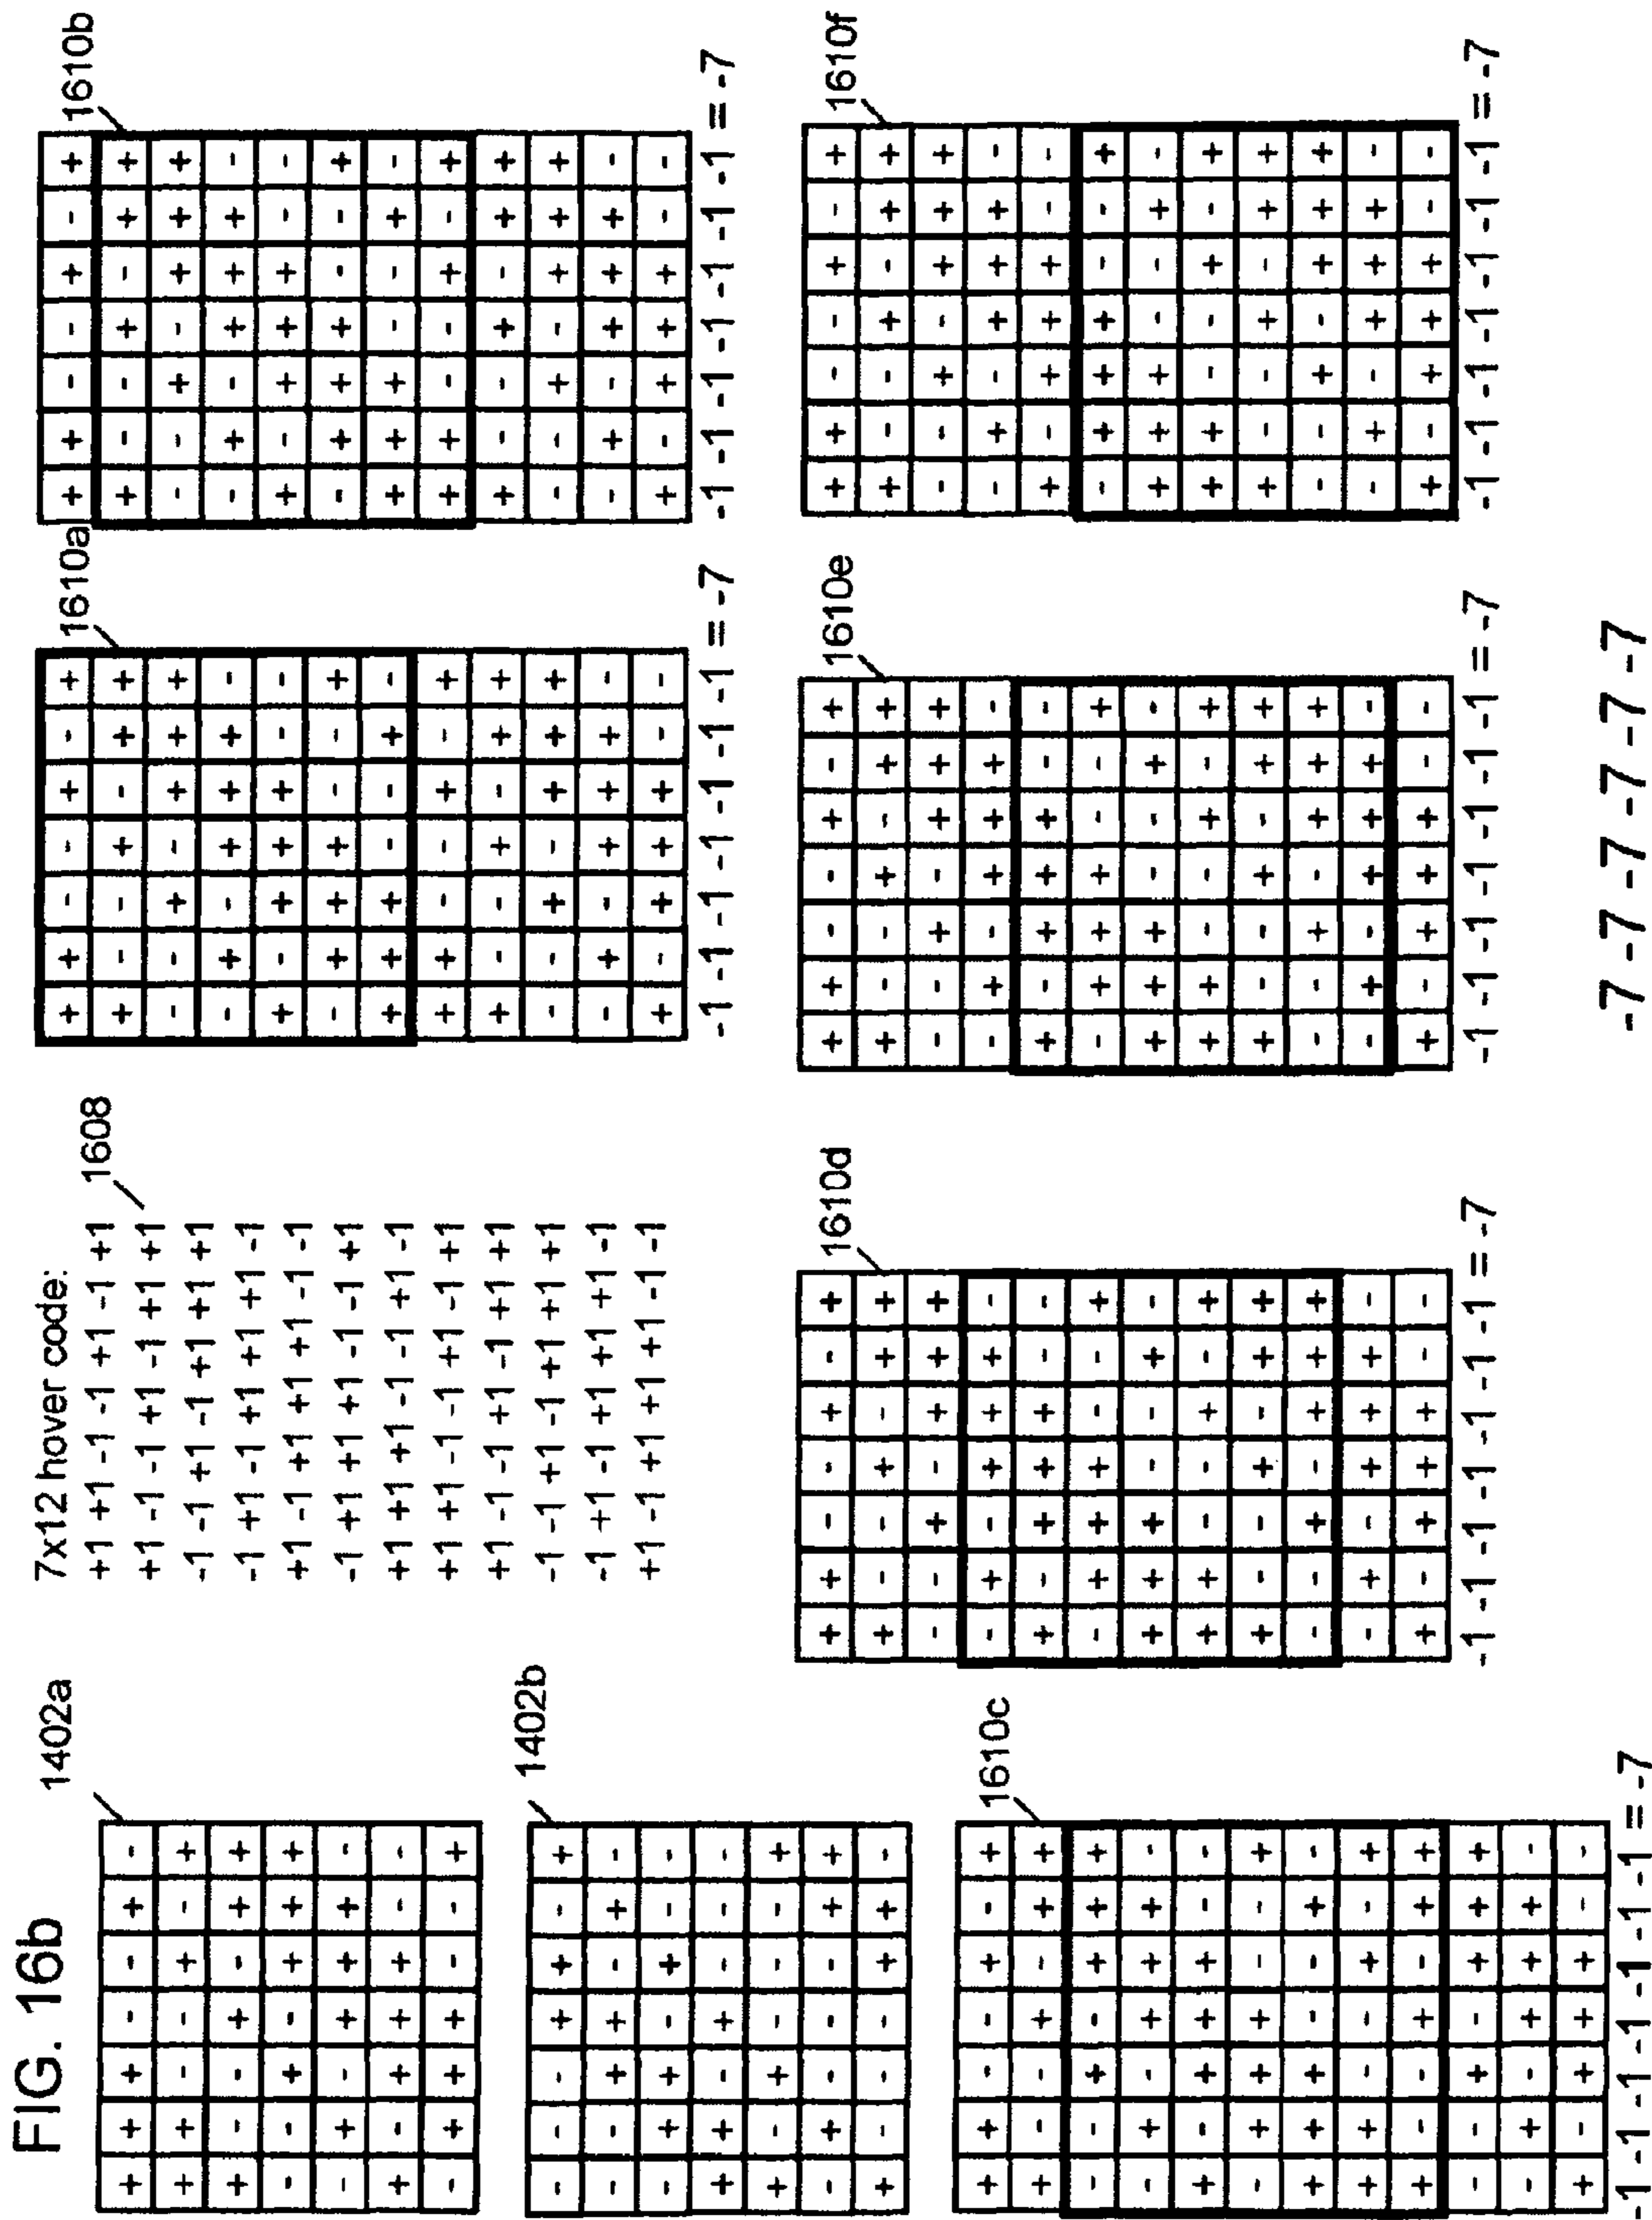 FIG. 16b
1402a
+ + + - - + -
+ + - - + - +
+ - - + - + +
- - + - + + +
- + - + + + -
+ - + + + - -
- + + + - - +
1402b
- - - + + - +
- - + + - + -
- + + - + - -
+ + - + - - -
+ - + - - - +
- + - - - + +
+ - - - + + -
7x12 hover code:
+1 +1 -1 -1 +1 -1 +1
+1 -1 -1 +1 -1 +1 +1
-1 -1 +1 -1 +1 +1 +1
-1 +1 -1 +1 +1 +1 -1
+1 -1 +1 +1 +1 -1 -1
-1 +1 +1 +1 -1 -1 +1
+1 +1 +1 -1 -1 +1 -1
+1 +1 -1 -1 +1 -1 +1
+1 -1 -1 +1 -1 +1 +1
-1 -1 +1 -1 +1 +1 +1
-1 +1 -1 +1 +1 +1 -1
+1 -1 +1 +1 +1 -1 -1
1608
1610a
+ + - - + - +
+ - - + - + +
- - + - + + +
- + - + + + -
+ - + + + - -
- + + + - - +
+ + + - - + -
+ + - - + - +
+ - - + - + +
- - + - + + +
- + - + + + -
+ - + + + - -
-1 -1 -1 -1 -1 -1 -1 = -7
1610b
+ + - - + - +
+ - - + - + +
- - + - + + +
- + - + + + -
+ - + + + - -
- + + + - - +
+ + + - - + -
+ + - - + - +
+ - - + - + +
- - + - + + +
- + - + + + -
+ - + + + - -
-1 -1 -1 -1 -1 -1 -1 = -7
1610c
+ + - - + - +
+ - - + - + +
- - + - + + +
- + - + + + -
+ - + + + - -
- + + + - - +
+ + + - - + -
+ + - - + - +
+ - - + - + +
- - + - + + +
- + - + + + -
+ - + + + - -
-1 -1 -1 -1 -1 -1 -1 = -7
1610d
+ + - - + - +
+ - - + - + +
- - + - + + +
- + - + + + -
+ - + + + - -
- + + + - - +
+ + + - - + -
+ + - - + - +
+ - - + - + +
- - + - + + +
- + - + + + -
+ - + + + - -
-1 -1 -1 -1 -1 -1 -1 = -7
1610e
+ + - - + - +
+ - - + - + +
- - + - + + +
- + - + + + -
+ - + + + - -
- + + + - - +
+ + + - - + -
+ + - - + - +
+ - - + - + +
- - + - + + +
- + - + + + -
+ - + + + - -
-1 -1 -1 -1 -1 -1 -1 = -7
1610f
+ + - - + - +
+ - - + - + +
- - + - + + +
- + - + + + -
+ - + + + - -
- + + + - - +
+ + + - - + -
+ + - - + - +
+ - - + - + +
- - + - + + +
- + - + + + -
+ - + + + - -
-1 -1 -1 -1 -1 -1 -1 = -7
-7 -7 -7 -7 -7 -7